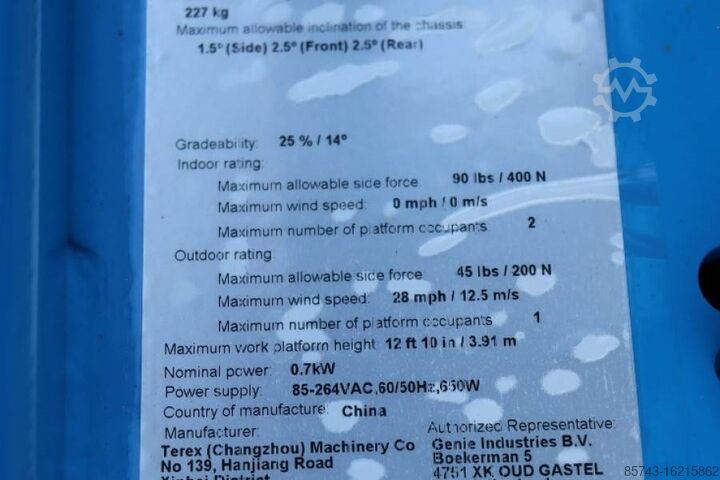 227 kg
Maximum allowable inclination of the chassis
1.5° (Side) 2.5° (Front) 2.5° (Rear)
Gradeability: 25 % / 14°
Indoor rating:
Maximum allowable side force 90 lbs / 400 N
Maximum wind speed: 0 mph / 0 m/s
Maximum number of platform occupants 2
Outdoor rating
Maximum allowable side force 45 lbs / 200 N
Maximum wind speed: 28 mph / 12.5 m/s
Maximum number of platform occupants 1
Maximum work platform height 12 ft 10 in / 3.91 m
Nominal power: 0.7kW
Power supply: 85-264VAC,60/50Hz,650W
Country of manufacture: China
Manufacturer:
Terex (Changzhou) Machinery Co
No 139, Hanjiang Road
Xinbei District
Authorized Representative:
Genie Industries B.V.
Boekerman 5
4751 XK OUD GASTEL
85743-16215862